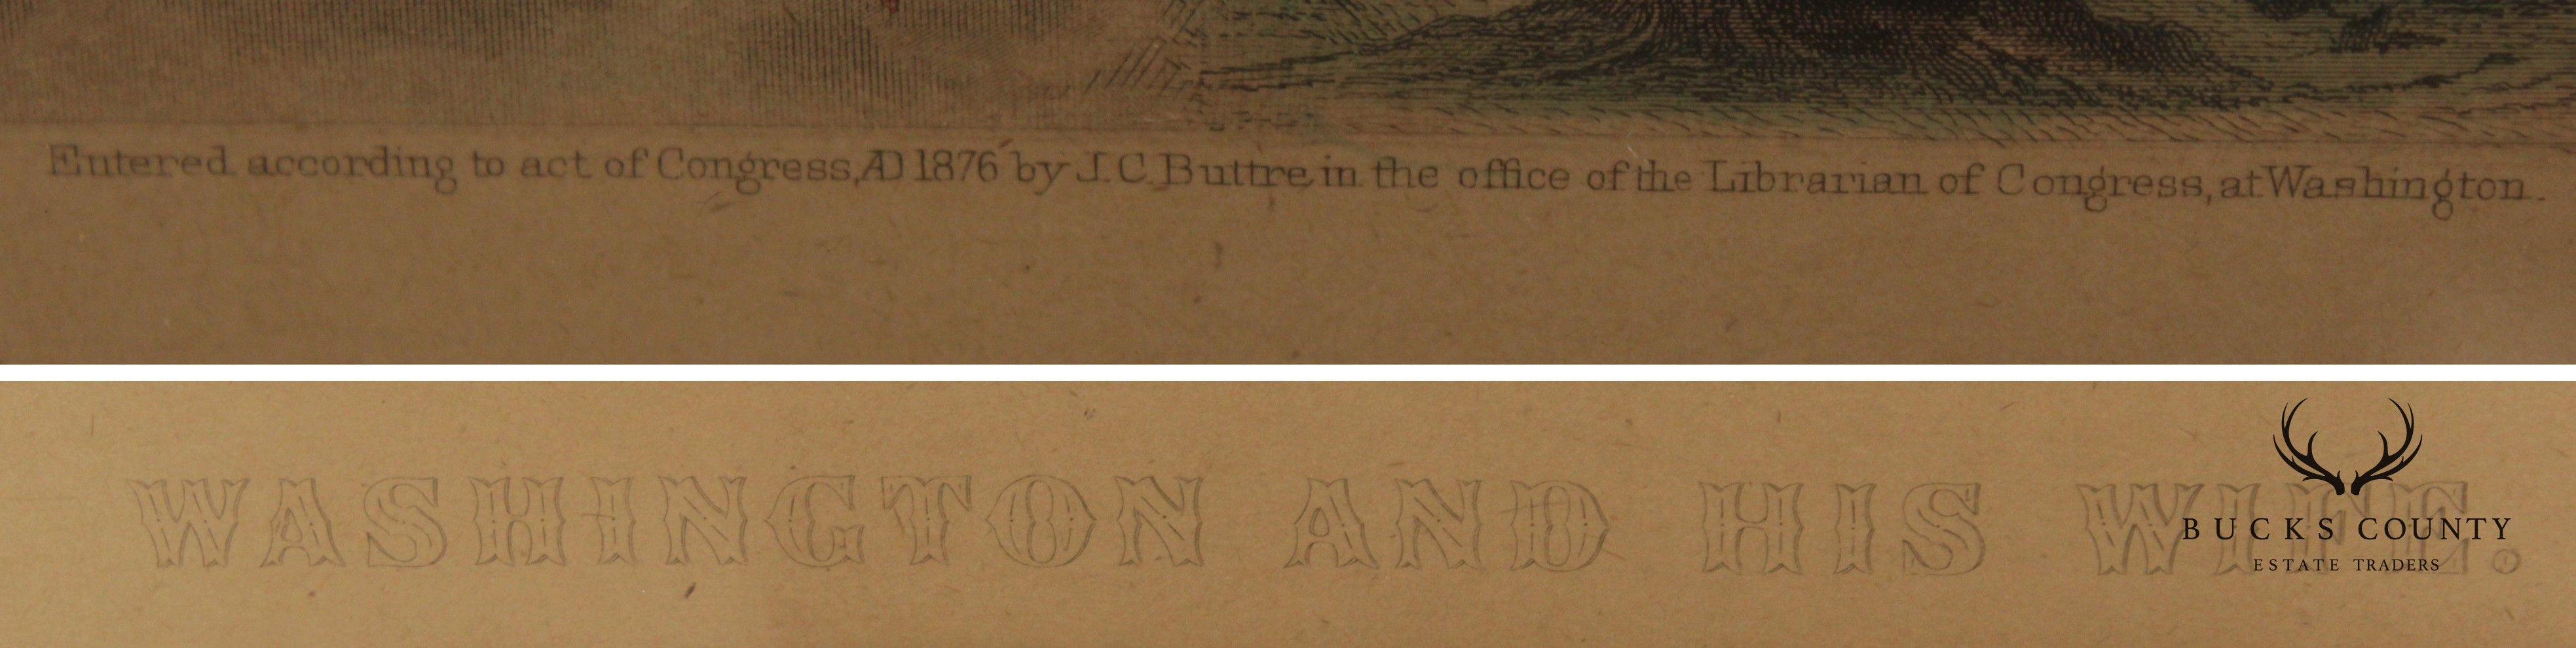 Entered according to act of Congress, AD 1876 by J.C. Buttre, in the office of the Librarian of Congress, at Washington.
WASHINGTON AND HIS WIFE.
BUCKS COUNTY
ESTATE TRADERS